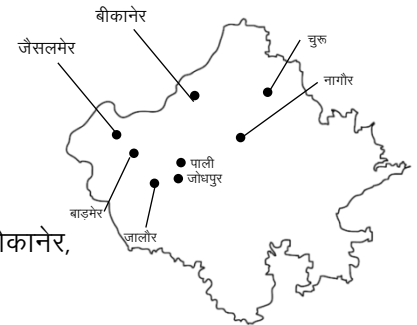 बीकानेर
चुरू
जैसलमेर
नागौर
पाली
जोधपुर
बाड़मेर
जालौर